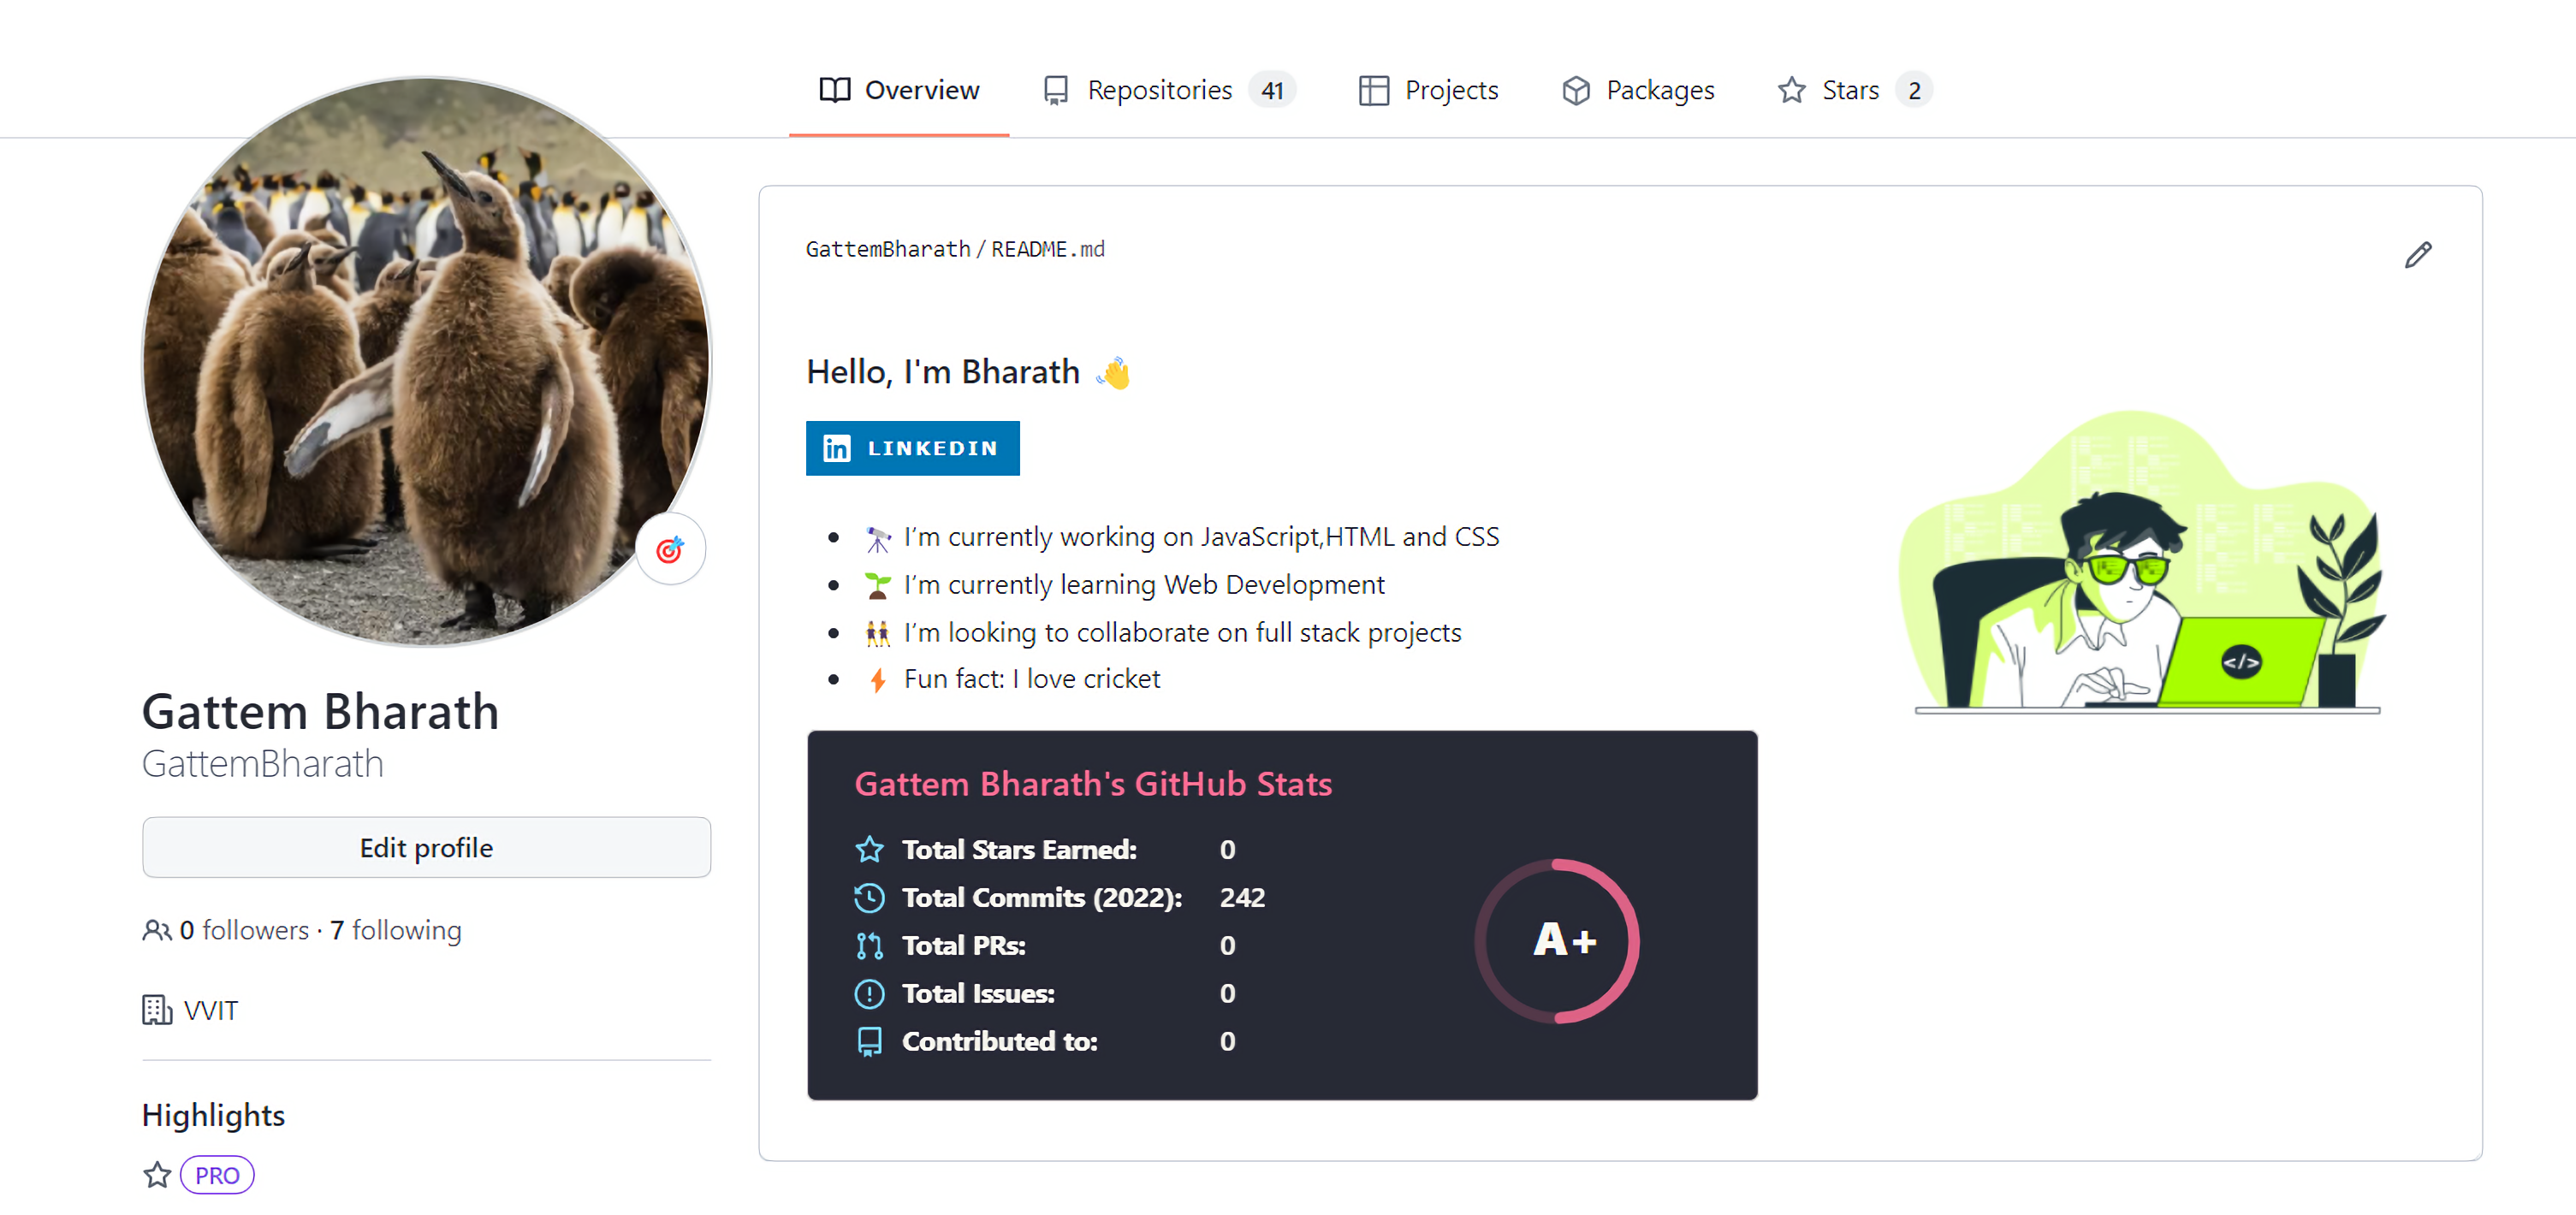 Overview Repositories 41 Projects Packages Stars 2
GattemBharath / README.md
Hello, I'm Bharath 👋
in LINKEDIN
🔭 I’m currently working on JavaScript,HTML and CSS
🌱 I’m currently learning Web Development
👯 I’m looking to collaborate on full stack projects
⚡ Fun fact: I love cricket
</>
Gattem Bharath's GitHub Stats
Total Stars Earned: 0
Total Commits (2022): 242
Total PRs: 0
Total Issues: 0
Contributed to: 0
A+
Gattem Bharath
GattemBharath
Edit profile
0 followers · 7 following
VVIT
Highlights
PRO